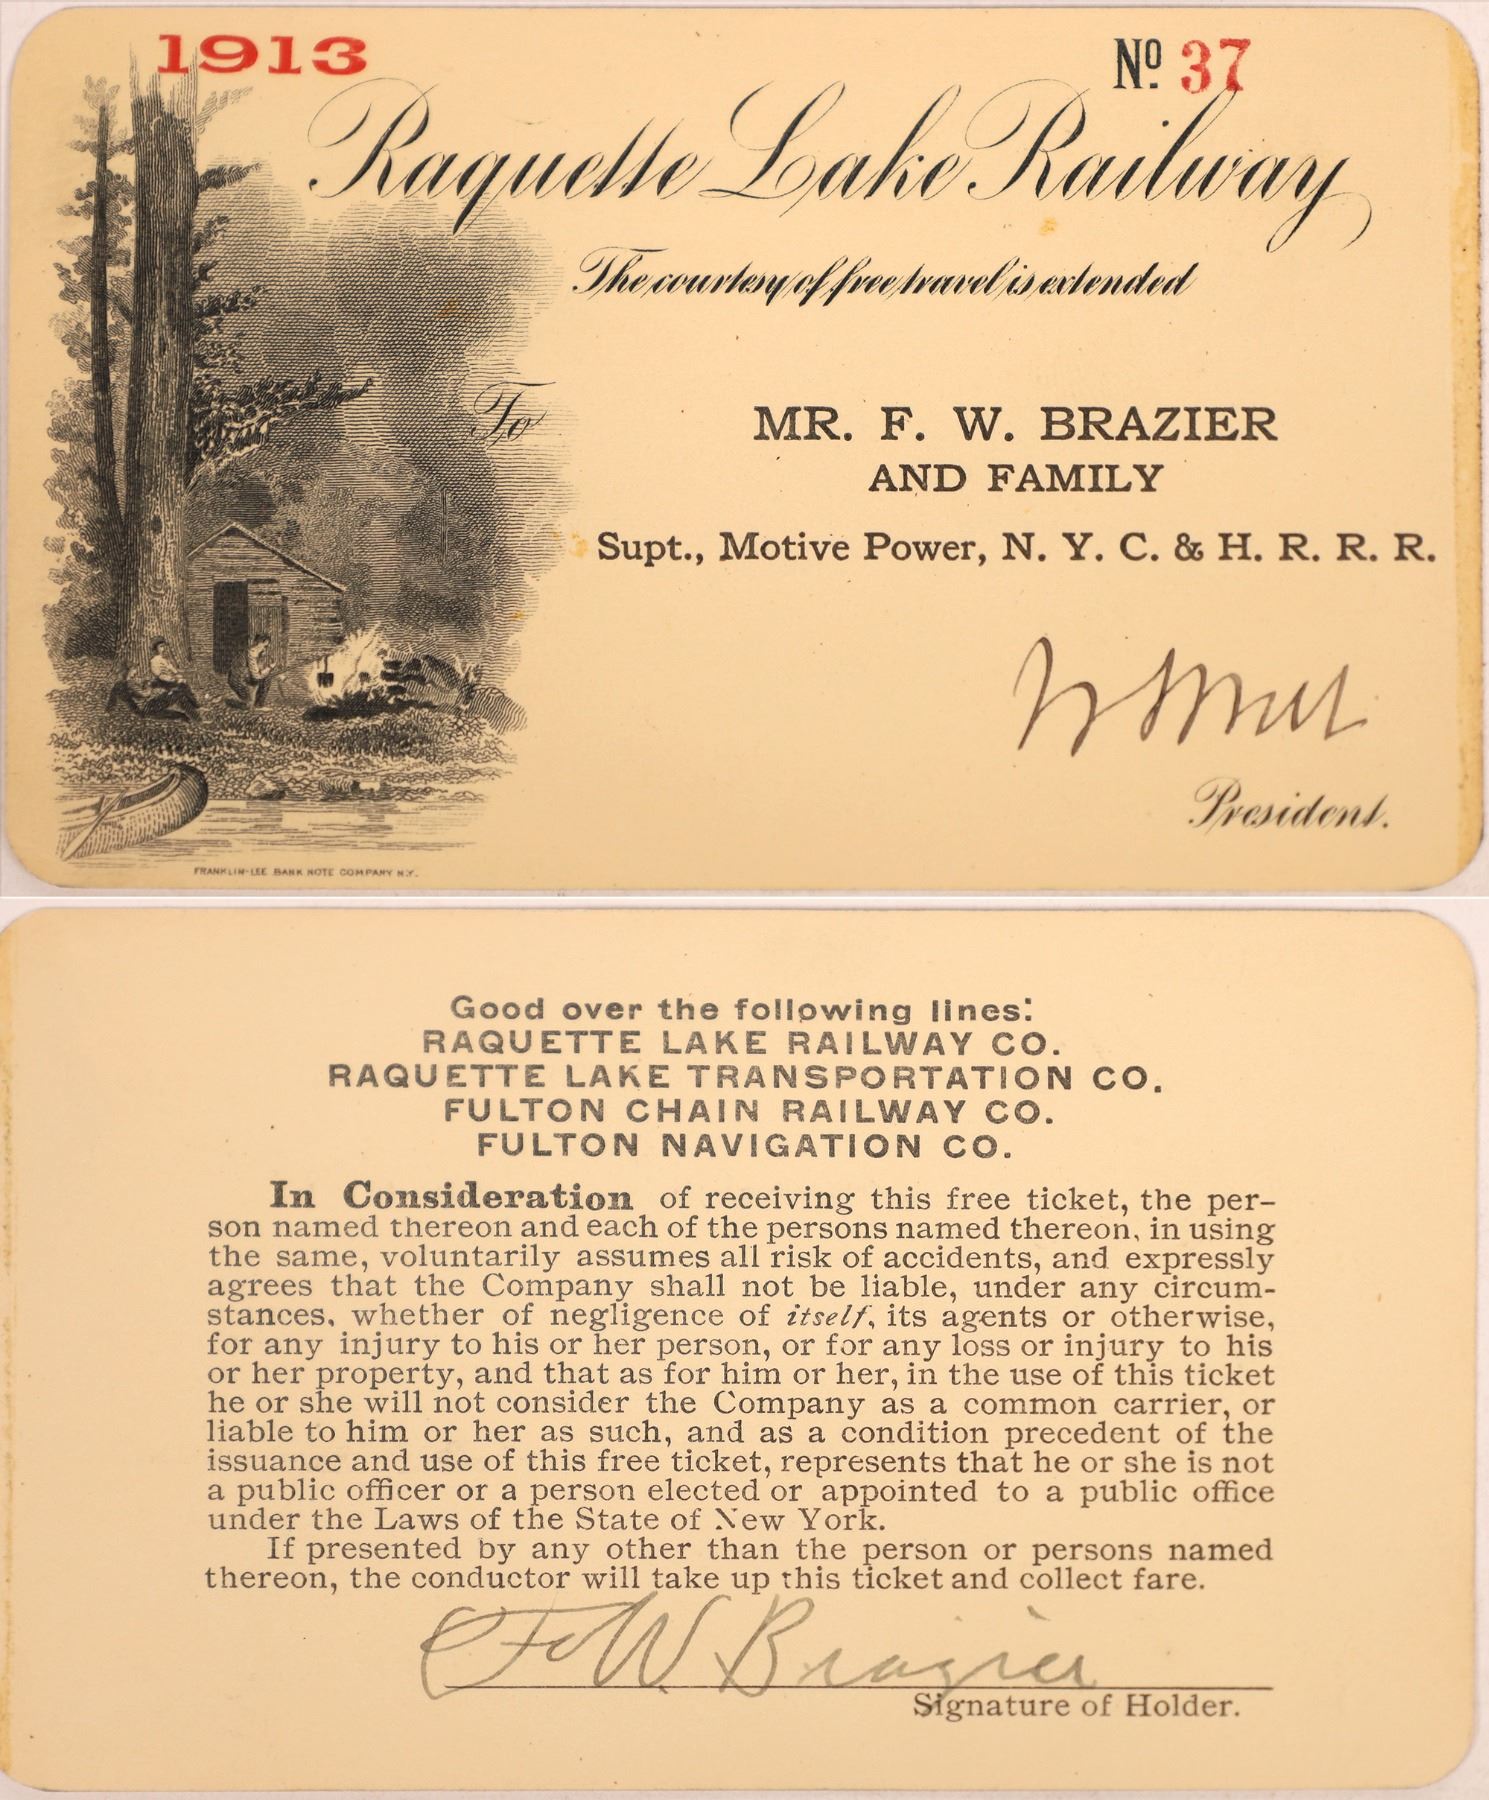 1913
No. 37
Raquette Lake Railway
The courtesy of free travel is extended
To
MR. F. W. BRAZIER
AND FAMILY
Supt., Motive Power, N. Y. C. & H. R. R. R.
President.
FRANKLIN-LEE BANK NOTE COMPANY N.Y.
Good over the following lines:
RAQUETTE LAKE RAILWAY CO.
RAQUETTE LAKE TRANSPORTATION CO.
FULTON CHAIN RAILWAY CO.
FULTON NAVIGATION CO.
In Consideration of receiving this free ticket, the per-
son named thereon and each of the persons named thereon, in using
the same, voluntarily assumes all risk of accidents, and expressly
agrees that the Company shall not be liable, under any circum-
stances, whether of negligence of itself, its agents or otherwise,
for any injury to his or her person, or for any loss or injury to his
or her property, and that as for him or her, in the use of this ticket
he or she will not consider the Company as a common carrier, or
liable to him or her as such, and as a condition precedent of the
issuance and use of this free ticket, represents that he or she is not
a public officer or a person elected or appointed to a public office
under the Laws of the State of New York.
If presented by any other than the person or persons named
thereon, the conductor will take up this ticket and collect fare.
F W. Brazier
Signature of Holder.